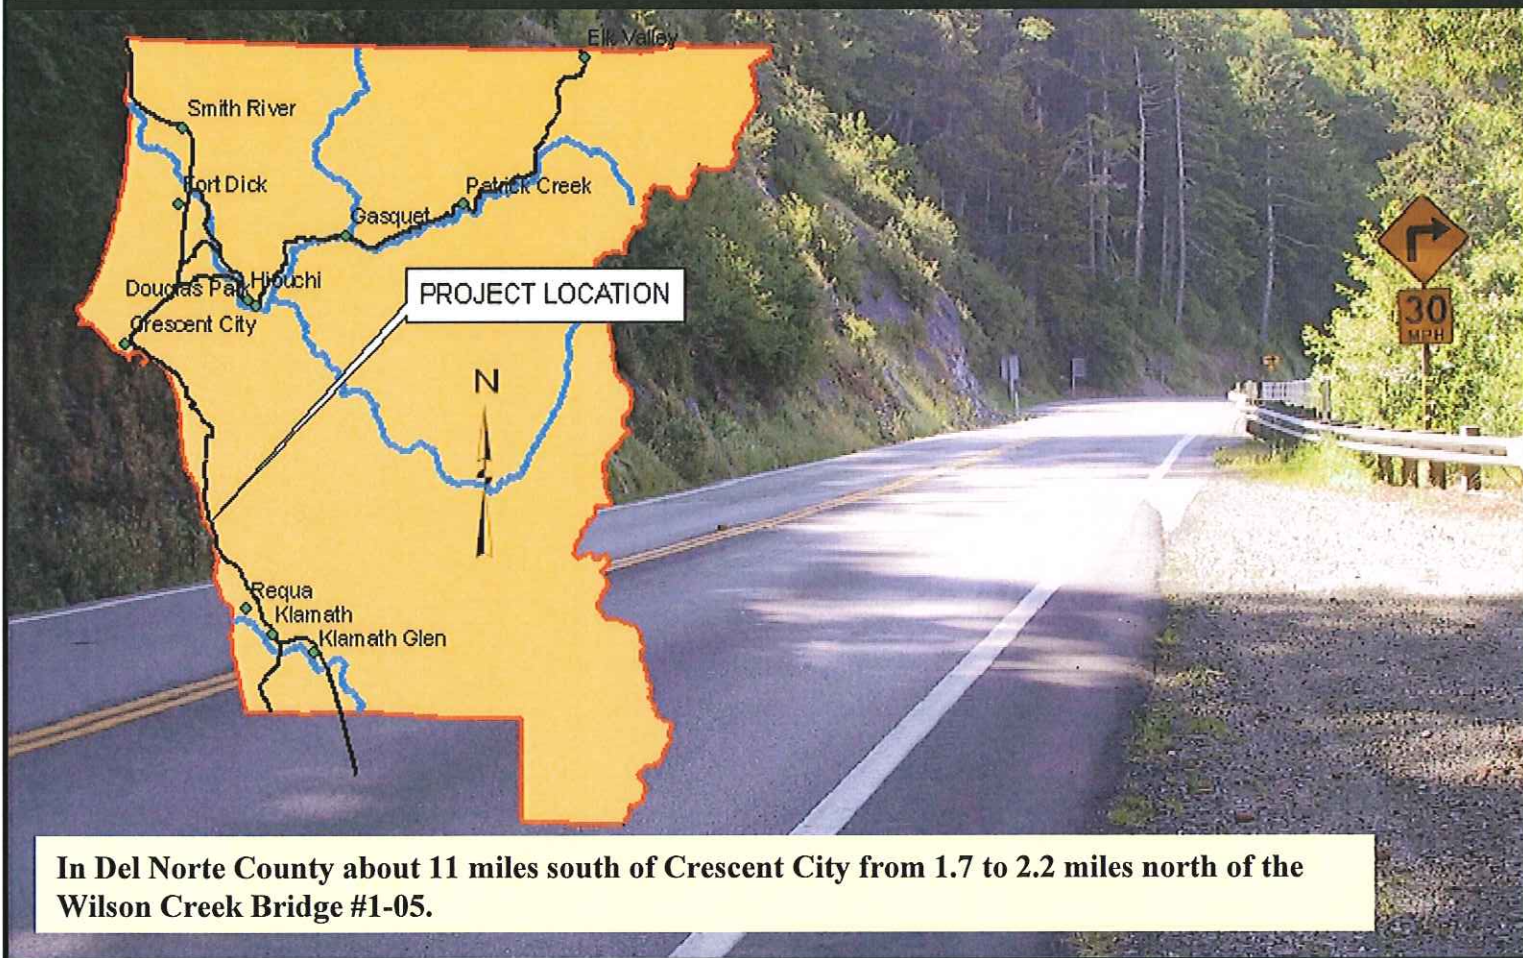 Elk Valley
Smith River
Fort Dick
Patrick Creek
Gasquet
Hiouchi
Douglas Park
Crescent City
PROJECT LOCATION
N
30
MPH
Requa
Klamath
Klamath Glen
In Del Norte County about 11 miles south of Crescent City from 1.7 to 2.2 miles north of the
Wilson Creek Bridge #1-05.